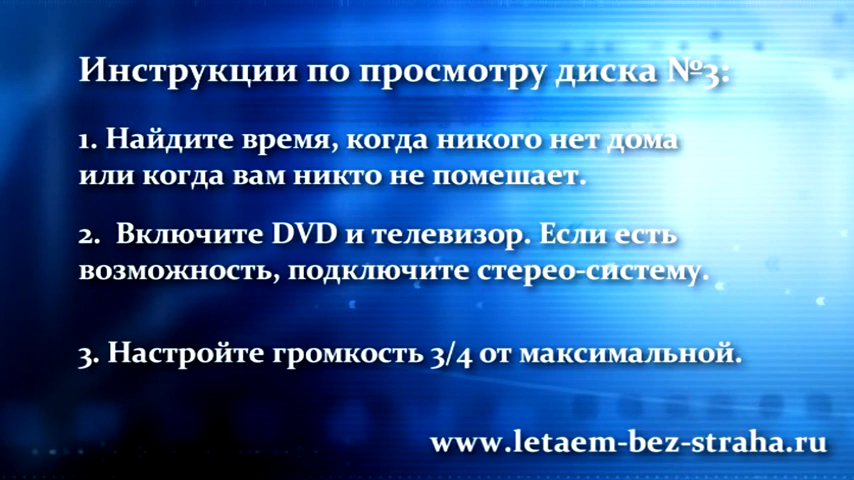 Инструкции по просмотру диска №3:
1. Найдите время, когда никого нет дома
или когда вам никто не помешает.
2. Включите DVD и телевизор. Если есть
возможность, подключите стерео-систему.
3. Настройте громкость 3/4 от максимальной.
www.letaem-bez-straha.ru